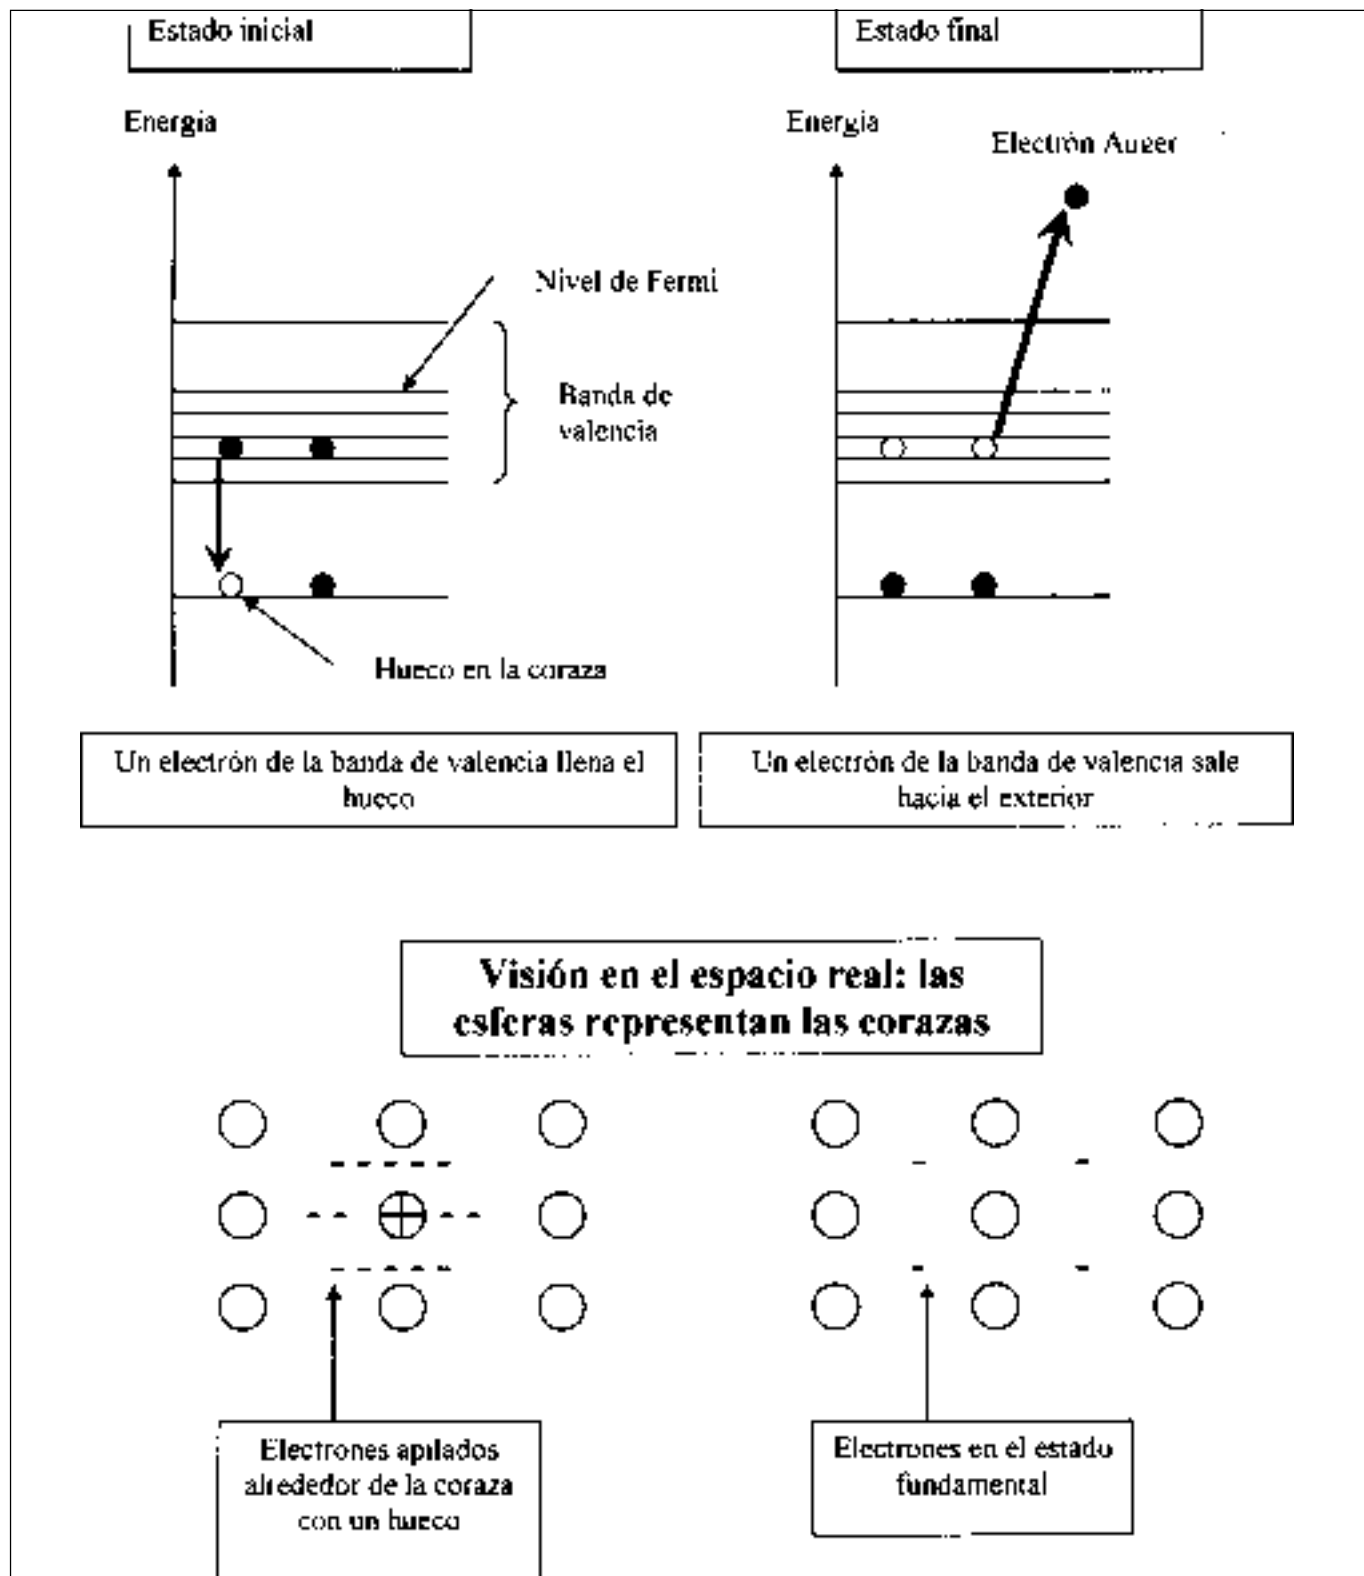 Estado inicial
Estado final
Energia
Energia
Electrón Auger
Nivel de Fermi
Banda de
valencia
Hueco en la coraza
Un electrón de la banda de valencia llena el
hueco
Un electrón de la banda de valencia sale
hacia el exterior
Visión en el espacio real: las
esferas representan las corazas
Electrones apilados
alrededor de la coraza
con un hueco
Electrones en el estado
fundamental